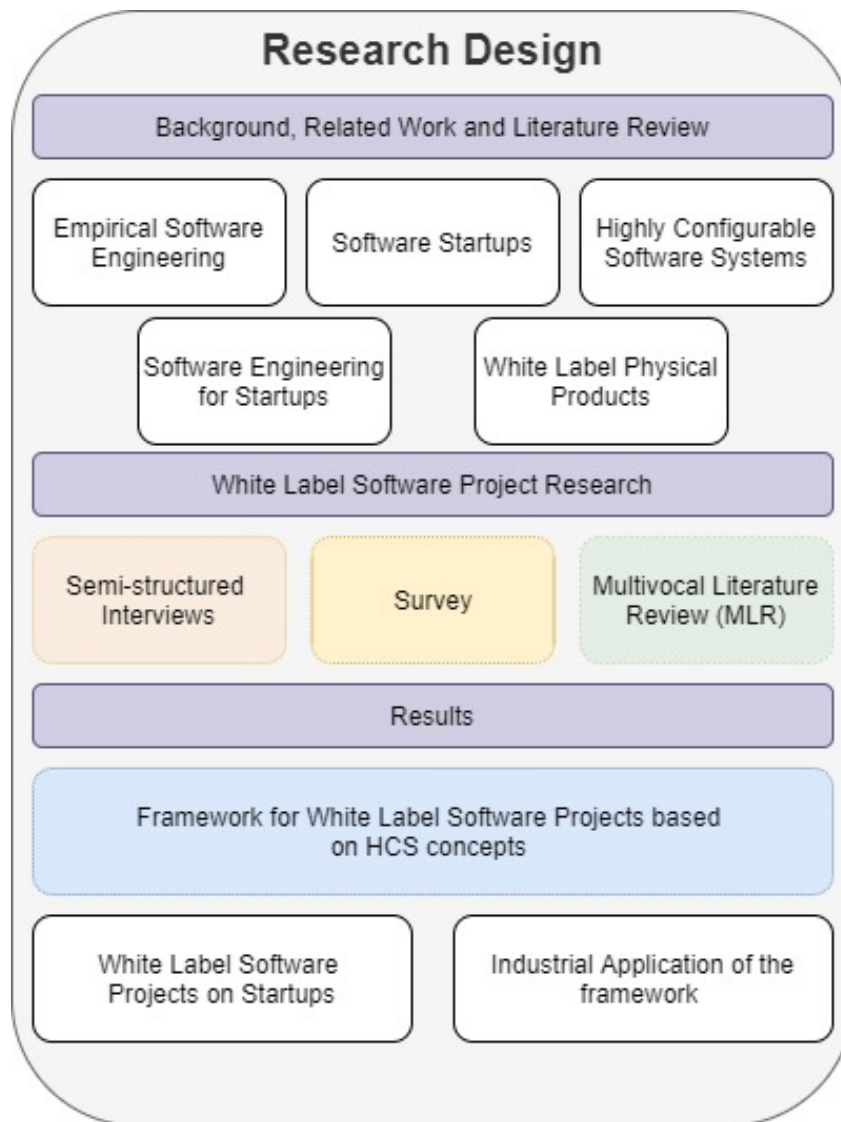 Research Design
Background, Related Work and Literature Review
Empirical Software
Engineering
Software Startups
Highly Configurable
Software Systems
Software Engineering
for Startups
White Label Physical
Products
White Label Software Project Research
Semi-structured
Interviews
Survey
Multivocal Literature
Review (MLR)
Results
Framework for White Label Software Projects based
on HCS concepts
White Label Software
Projects on Startups
Industrial Application of the
framework